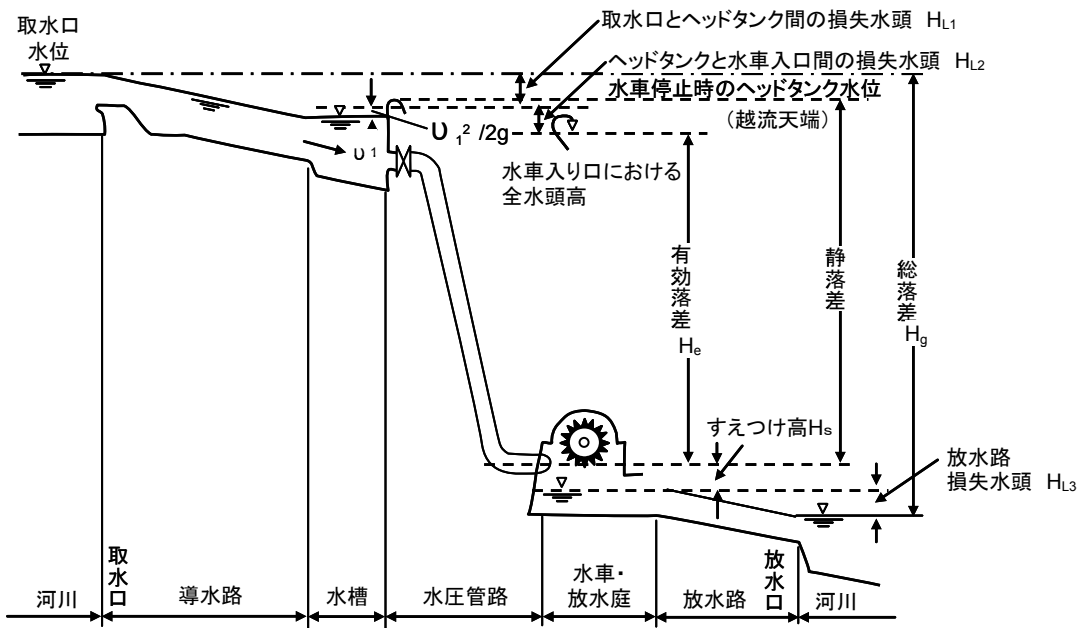 取水口
水位
取水口とヘッドタンク間の損失水頭 HL1
ヘッドタンクと水車入口間の損失水頭 HL2
水車停止時のヘッドタンク水位
(越流天端)
υ1
υ1²/2g
水車入り口における
全水頭高
有効落差
He
静落差
総落差
Hg
すえつけ高Hs
放水路
損失水頭 HL3
河川
取水口
導水路
水槽
水圧管路
水車・
放水庭
放水路
放水口
河川